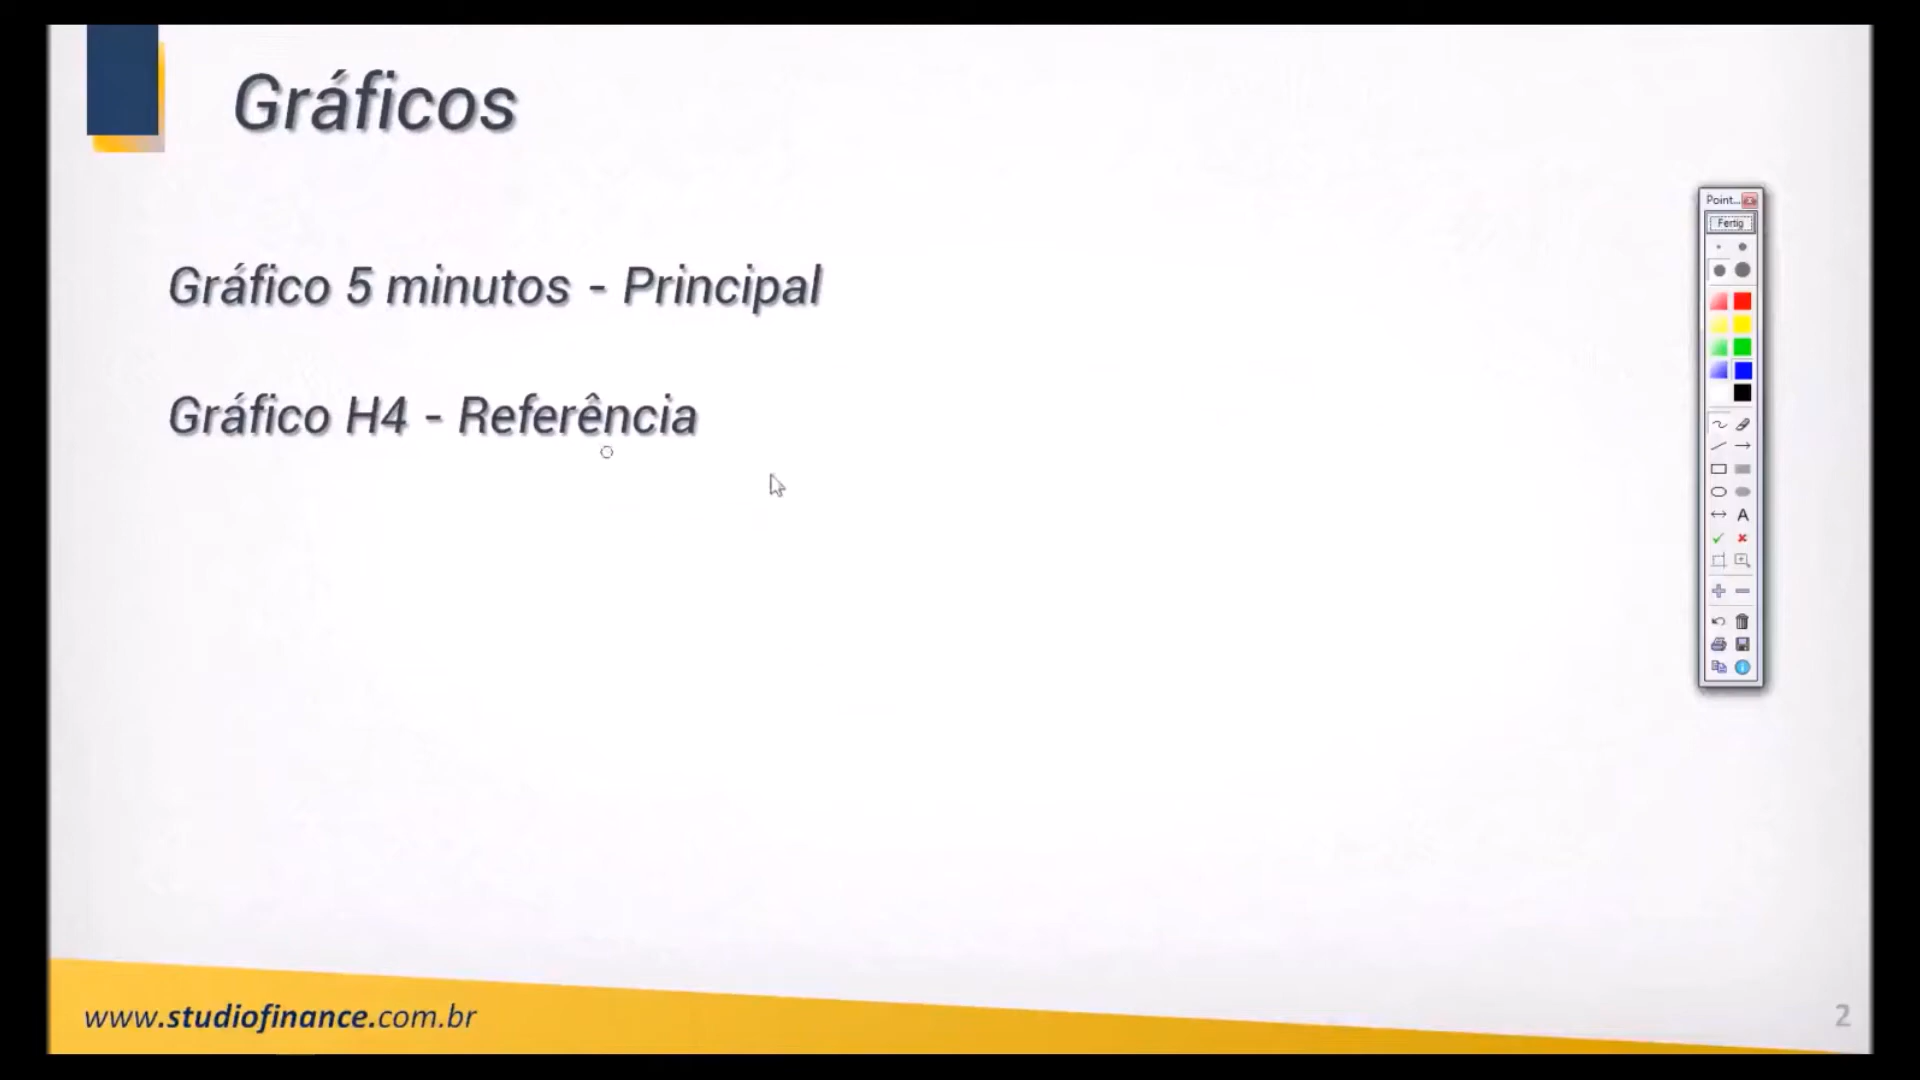 Gráficos
Gráfico 5 minutos - Principal
Gráfico H4 - Referência
Point...
Fertig
A
www.studiofinance.com.br
2